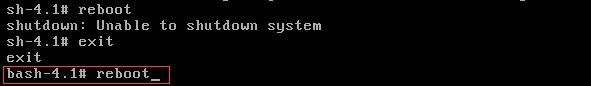 sh-4.1# reboot
shutdown: Unable to shutdown system
sh-4.1# exit
exit
bash-4.1# reboot_